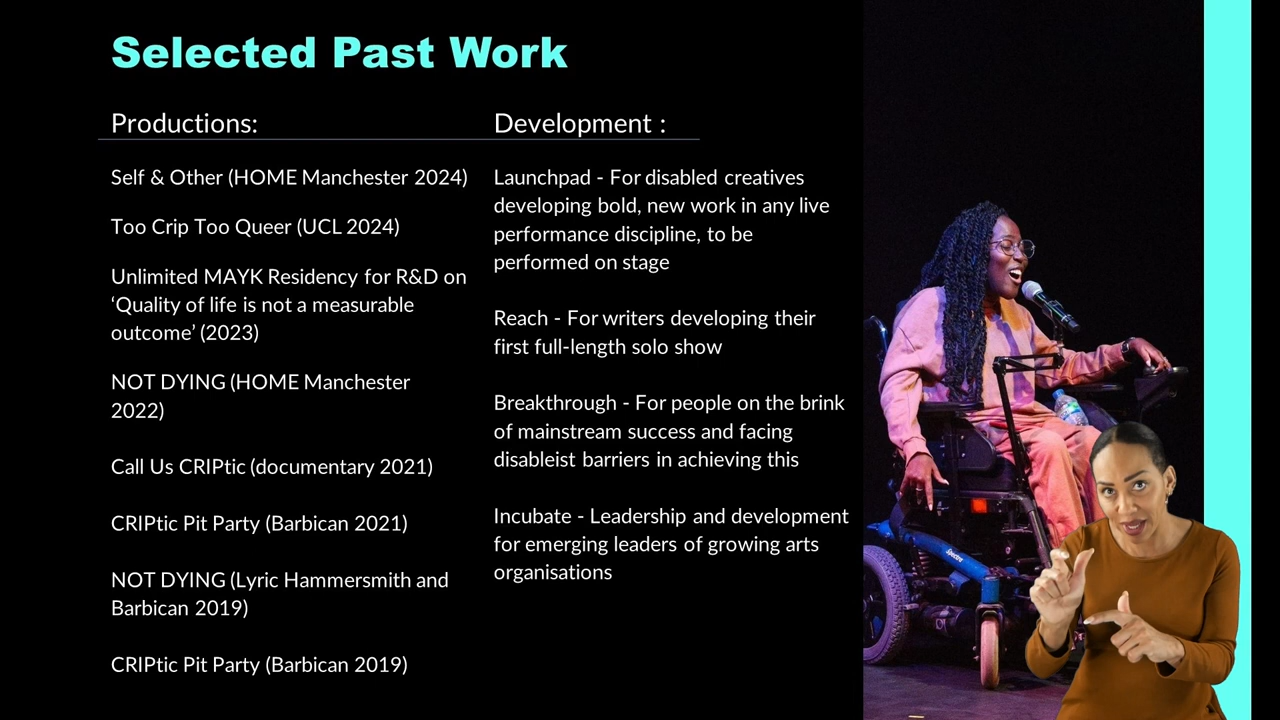 Selected Past Work
Productions:
Self & Other (HOME Manchester 2024)
Too Crip Too Queer (UCL 2024)
Unlimited MAYK Residency for R&D on
‘Quality of life is not a measurable
outcome’ (2023)
NOT DYING (HOME Manchester
2022)
Call Us CRIPtic (documentary 2021)
CRIPtic Pit Party (Barbican 2021)
NOT DYING (Lyric Hammersmith and
Barbican 2019)
CRIPtic Pit Party (Barbican 2019)
Development :
Launchpad - For disabled creatives
developing bold, new work in any live
performance discipline, to be
performed on stage
Reach - For writers developing their
first full-length solo show
Breakthrough - For people on the brink
of mainstream success and facing
disableist barriers in achieving this
Incubate - Leadership and development
for emerging leaders of growing arts
organisations
Spectra